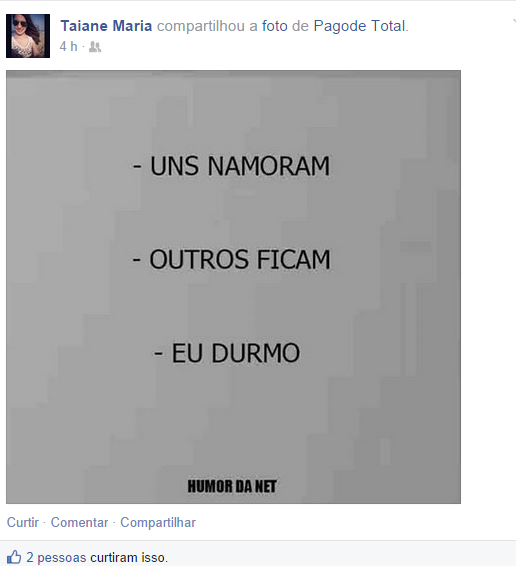 Taiane Maria compartilhou a foto de Pagode Total.
4 h ·
- UNS NAMORAM
- OUTROS FICAM
- EU DURMO
HUMOR DA NET
Curtir · Comentar · Compartilhar
2 pessoas curtiram isso.